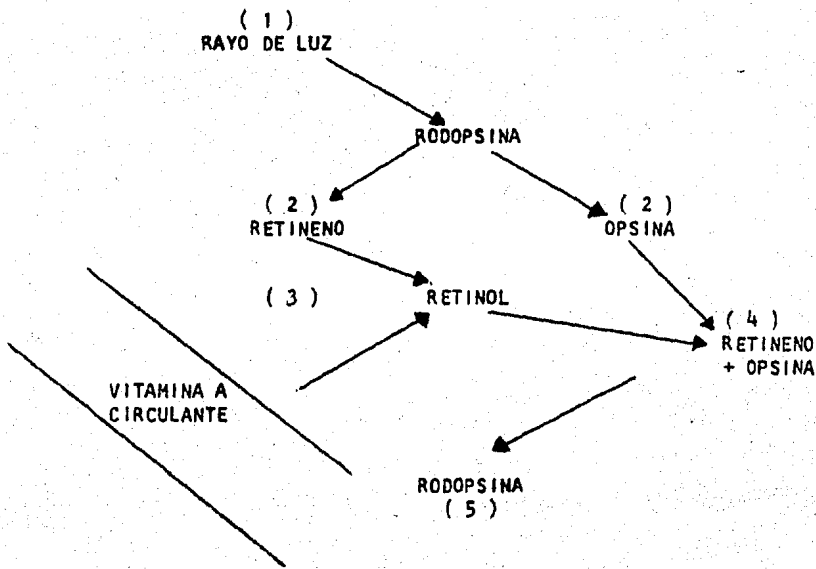 ( 1 )
RAYO DE LUZ
RODOPSINA
( 2 )
RETINENO
( 2 )
OPSINA
( 3 )
RETINOL
( 4 )
RETINENO
+ OPSINA
VITAMINA A
CIRCULANTE
RODOPSINA
( 5 )